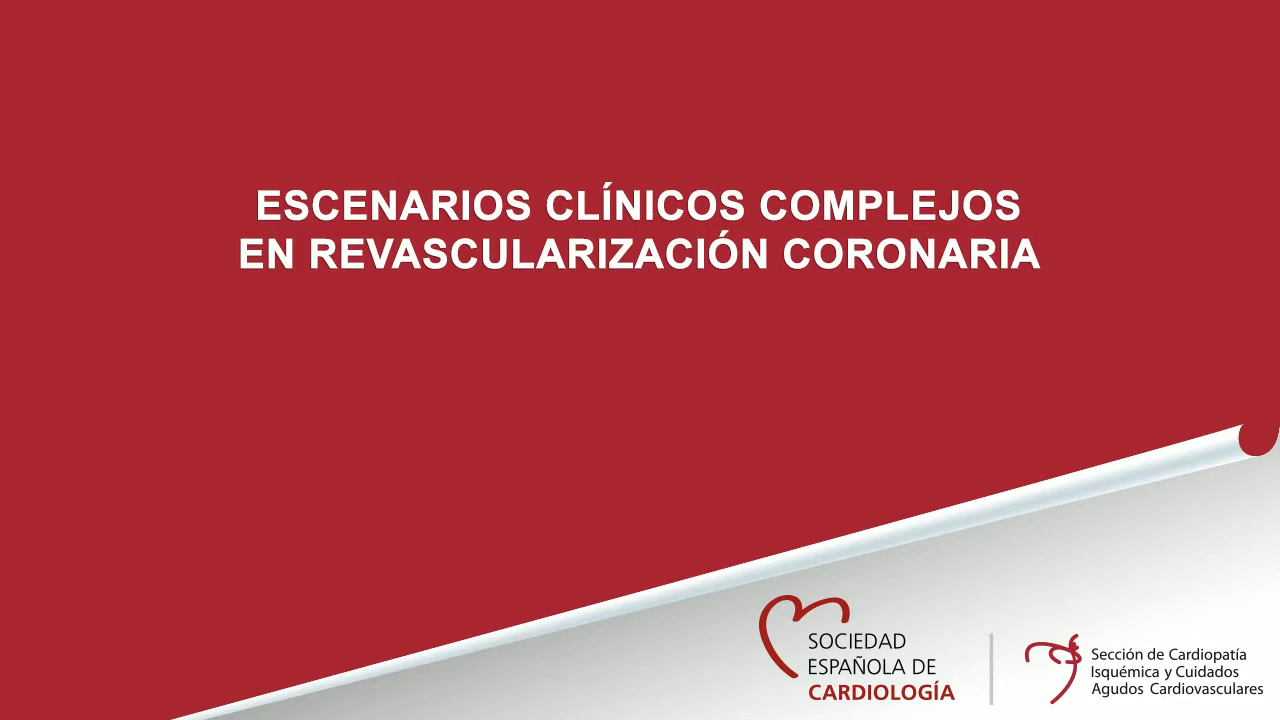 ESCENARIOS CLÍNICOS COMPLEJOS
EN REVASCULARIZACIÓN CORONARIA
SOCIEDAD
ESPAÑOLA DE
CARDIOLOGÍA
Sección de Cardiopatía
Isquémica y Cuidados
Agudos Cardiovasculares